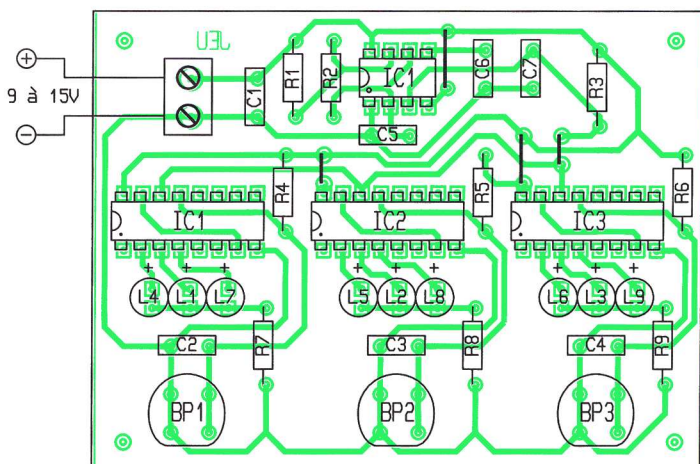 JEU
+
9 à 15V
−
C1
R1
R2
IC1
C5
C6
C7
R3
R4
R5
R6
IC1
IC2
IC3
+ + +
L4 L1 L7
+ + +
L5 L2 L8
+ + +
L6 L3 L9
C2
R7
C3
R8
C4
R9
BP1
BP2
BP3